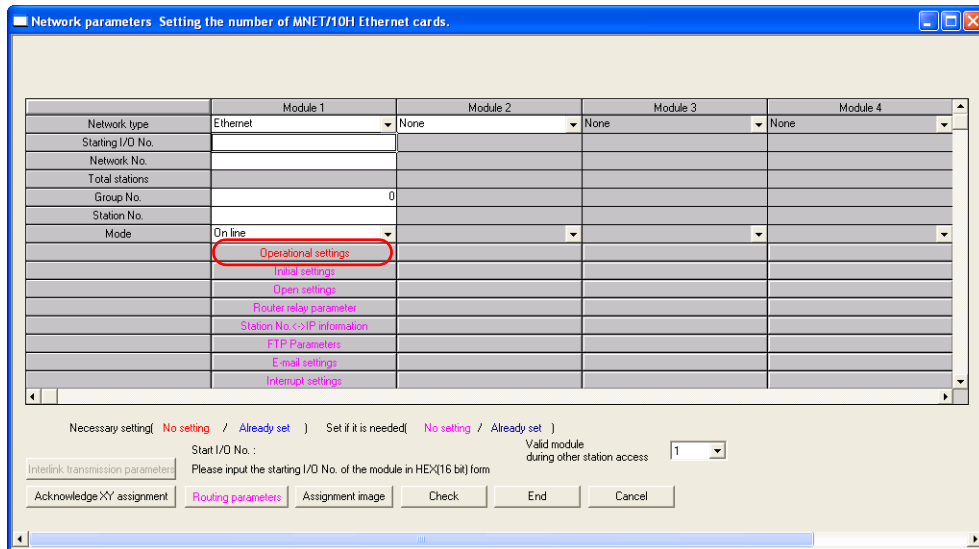 Network parameters Setting the number of MNET/10H Ethernet cards.
Module 1 Module 2 Module 3 Module 4
Network type Ethernet None None None
Starting I/O No.
Network No.
Total stations
Group No. 0
Station No.
Mode On line
Operational settings
Initial settings
Open settings
Router relay parameter
Station No.<->IP information
FTP Parameters
E-mail settings
Interrupt settings
Necessary setting( No setting / Already set ) Set if it is needed( No setting / Already set )
Start I/O No. :
Valid module
during other station access 1
Interlink transmission parameters Please input the starting I/O No. of the module in HEX(16 bit) form
Acknowledge XY assignment Routing parameters Assignment image Check End Cancel